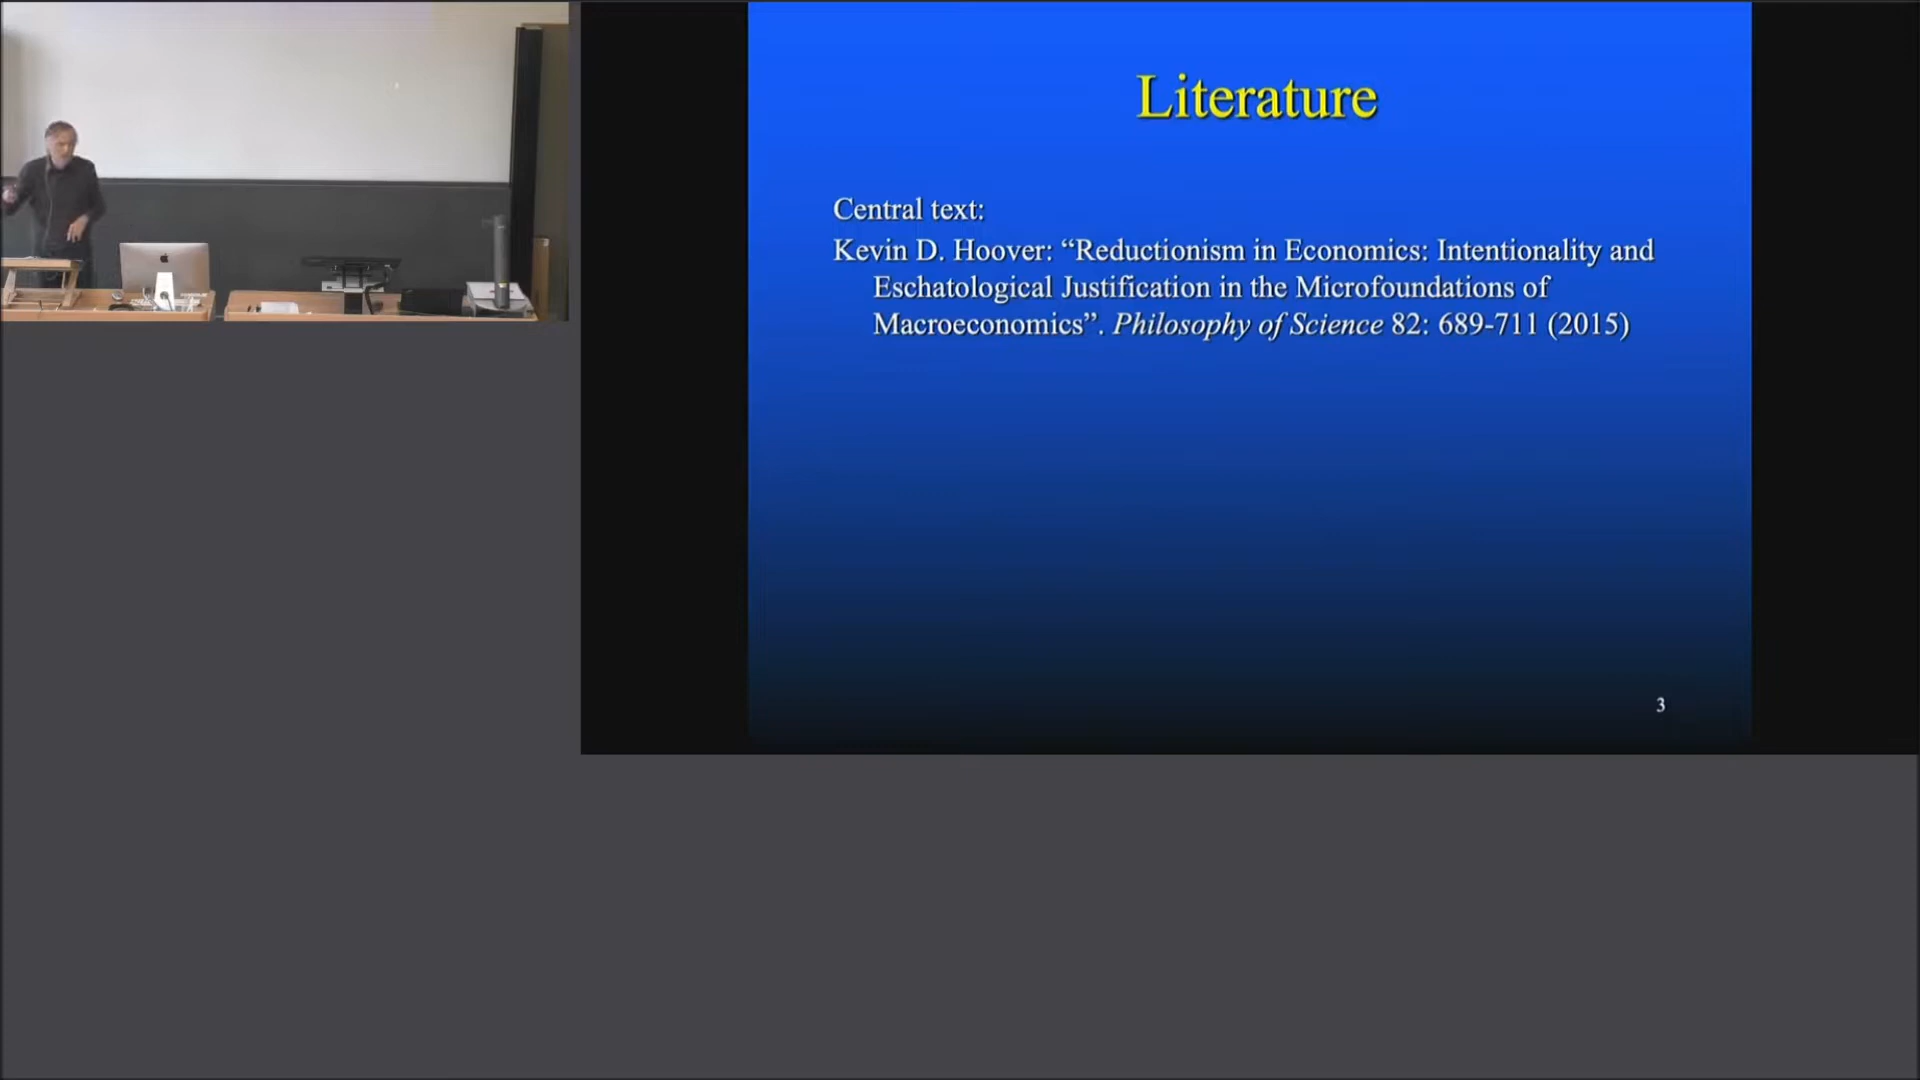 Literature
Central text:
Kevin D. Hoover: “Reductionism in Economics: Intentionality and
Eschatological Justification in the Microfoundations of
Macroeconomics”. Philosophy of Science 82: 689-711 (2015)
3